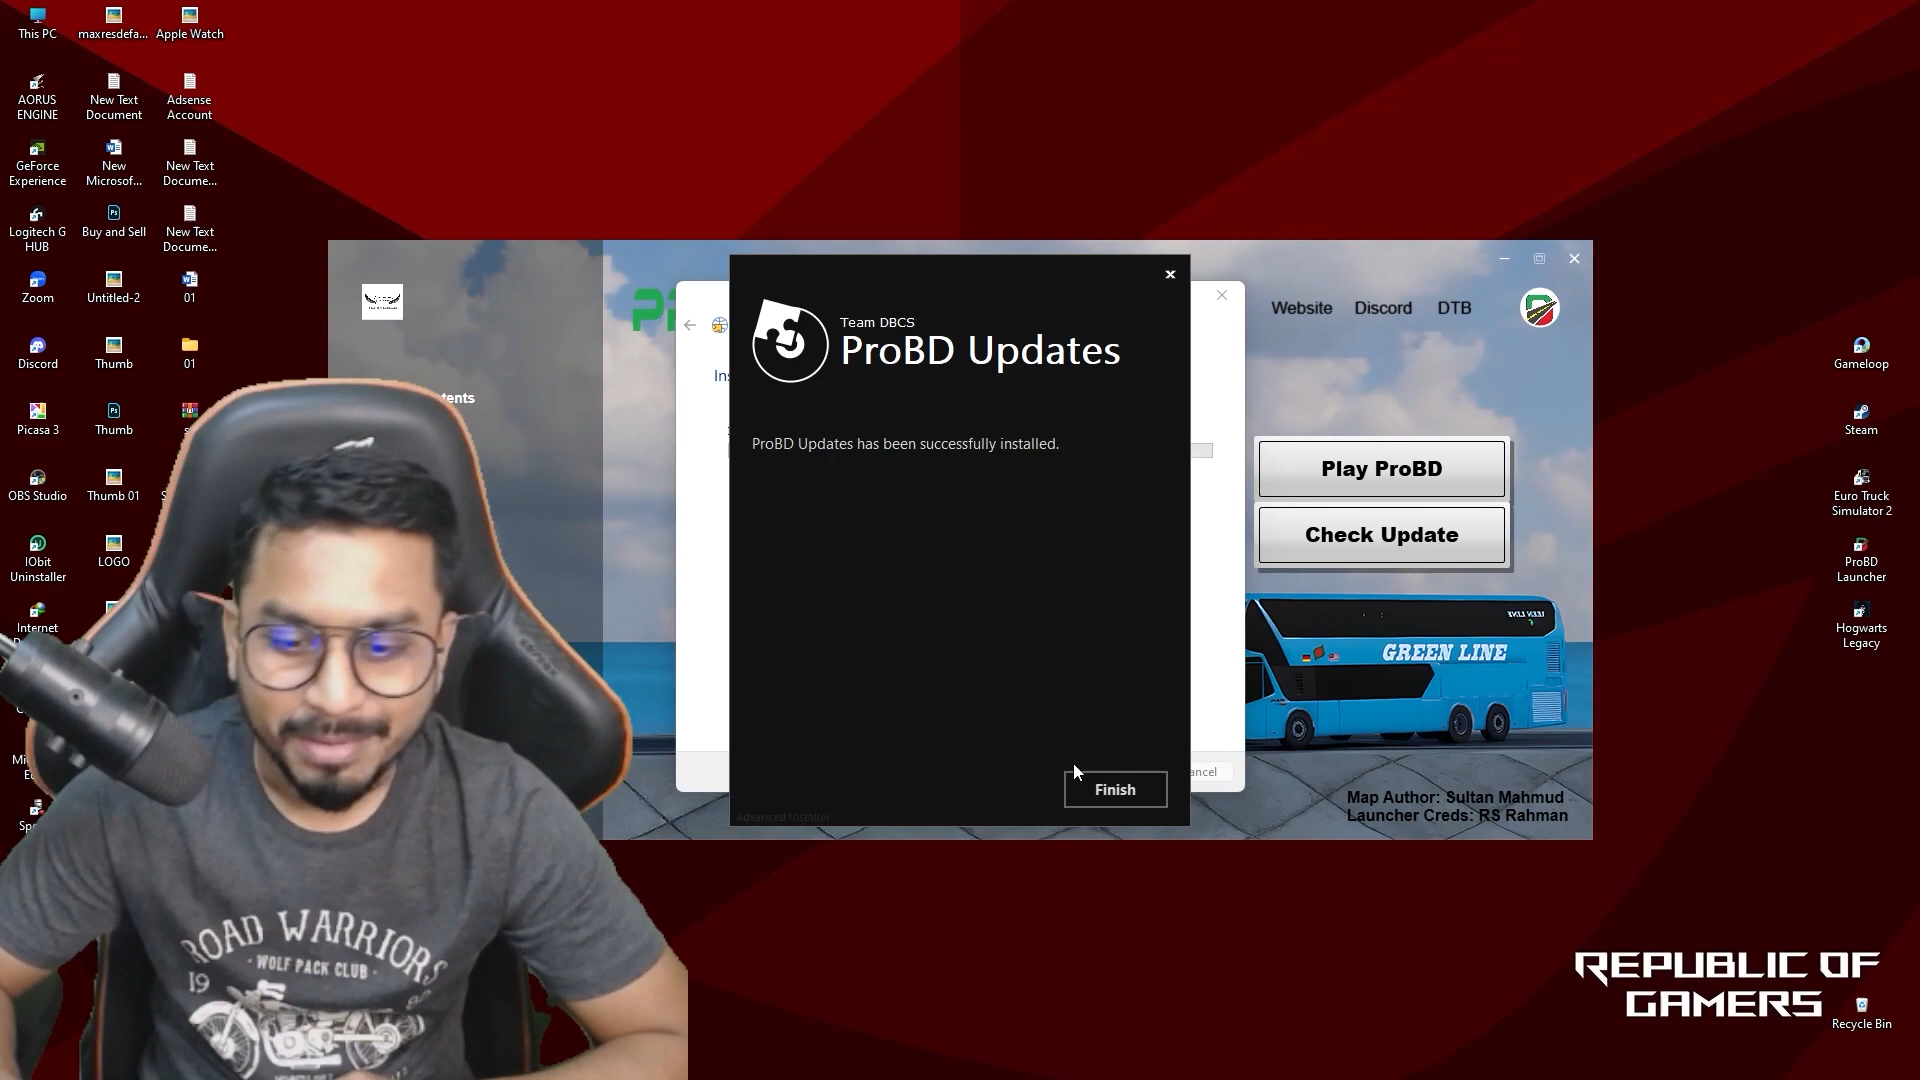 This PC
maxresdefa...
Apple Watch
AORUS
ENGINE
New Text
Document
Adsense
Account
GeForce
Experience
New
Microsof...
New Text
Docume...
Logitech G
HUB
Buy and Sell
New Text
Docume...
Zoom
Untitled-2
01
Discord
Thumb
01
Picasa 3
Thumb
OBS Studio
Thumb 01
IObit
Uninstaller
LOGO
Internet
Website
Discord
DTB
Team DBCS
ProBD Updates
ProBD Updates has been successfully installed.
Finish
Advanced Installer
Play ProBD
Check Update
GREEN LINE
Map Author: Sultan Mahmud
Launcher Creds: RS Rahman
Gameloop
Steam
Euro Truck
Simulator 2
ProBD
Launcher
Hogwarts
Legacy
REPUBLIC OF
GAMERS
Recycle Bin
ROAD WARRIORS
· WOLF PACK CLUB ·
19